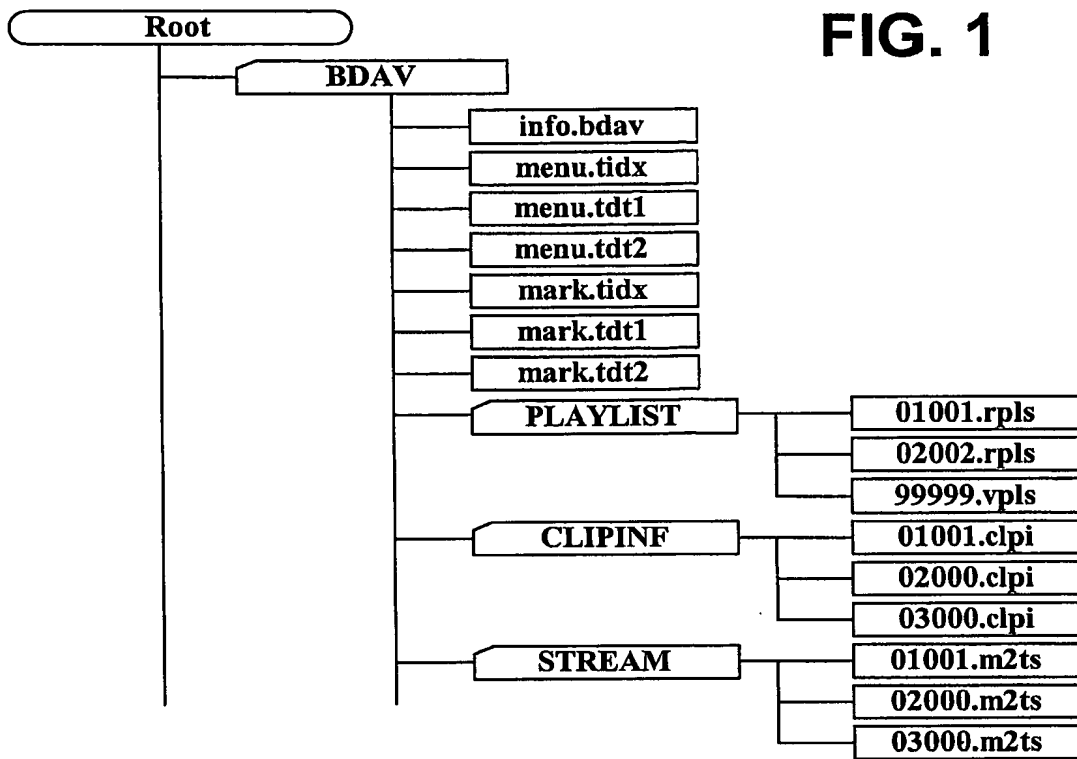 FIG. 1
Root
BDAV
info.bdav
menu.tidx
menu.tdt1
menu.tdt2
mark.tidx
mark.tdt1
mark.tdt2
PLAYLIST
01001.rpls
02002.rpls
99999.vpls
CLIPINF
01001.clpi
02000.clpi
03000.clpi
STREAM
01001.m2ts
02000.m2ts
03000.m2ts